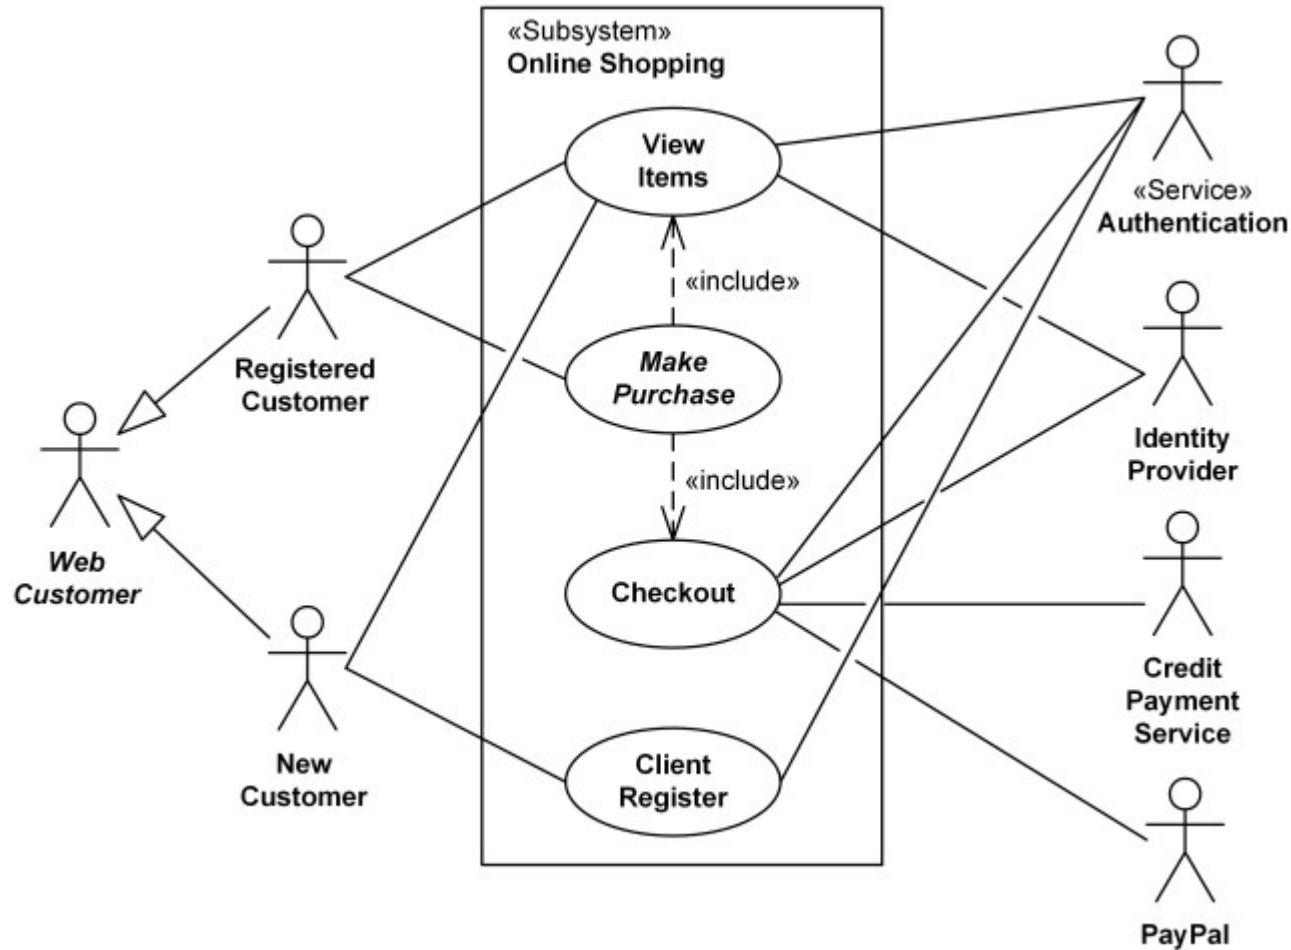 «Subsystem»
Online Shopping
View
Items
«Service»
Authentication
«include»
Registered
Customer
Make
Purchase
Identity
Provider
«include»
Web
Customer
Checkout
Credit
Payment
Service
New
Customer
Client
Register
PayPal